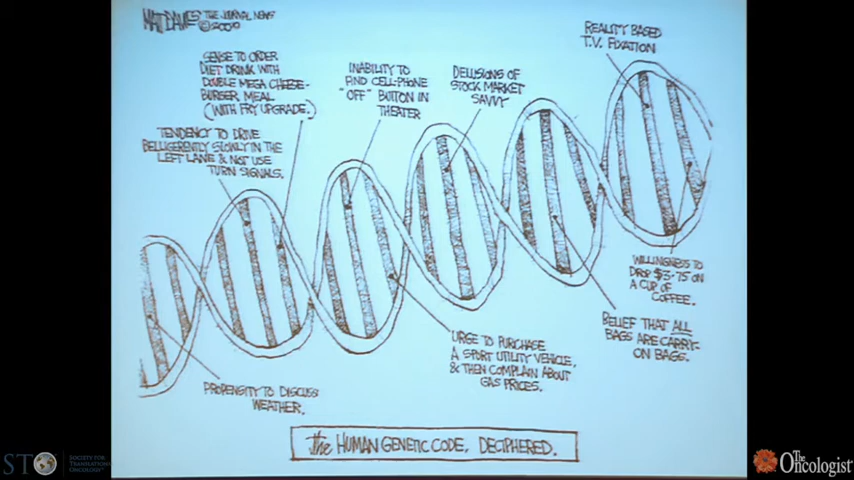 MATT DAVIES THE JOURNAL NEWS
©2000
SENSE TO ORDER
DIET DRINK WITH
DOUBLE MEGA CHEESE-
BURGER MEAL
(WITH FRY UPGRADE.)
TENDENCY TO DRIVE
BELLIGERENTLY SLOWLY IN THE
LEFT LANE & NOT USE
TURN SIGNALS.
INABILITY TO
FIND CELL-PHONE
"OFF" BUTTON IN
THEATER
DELUSIONS OF
STOCK MARKET
SAVVY
REALITY BASED
T.V. FIXATION
WILLINGNESS TO
DROP $3.75 ON
A CUP OF
COFFEE.
BELIEF THAT ALL
BAGS ARE CARRY-
ON BAGS.
URGE TO PURCHASE
A SPORT UTILITY VEHICLE,
& THEN COMPLAIN ABOUT
GAS PRICES.
PROPENSITY TO DISCUSS
WEATHER.
The HUMAN GENETIC CODE, DECIPHERED.
STO
SOCIETY FOR
TRANSLATIONAL
ONCOLOGY
The
Oncologist